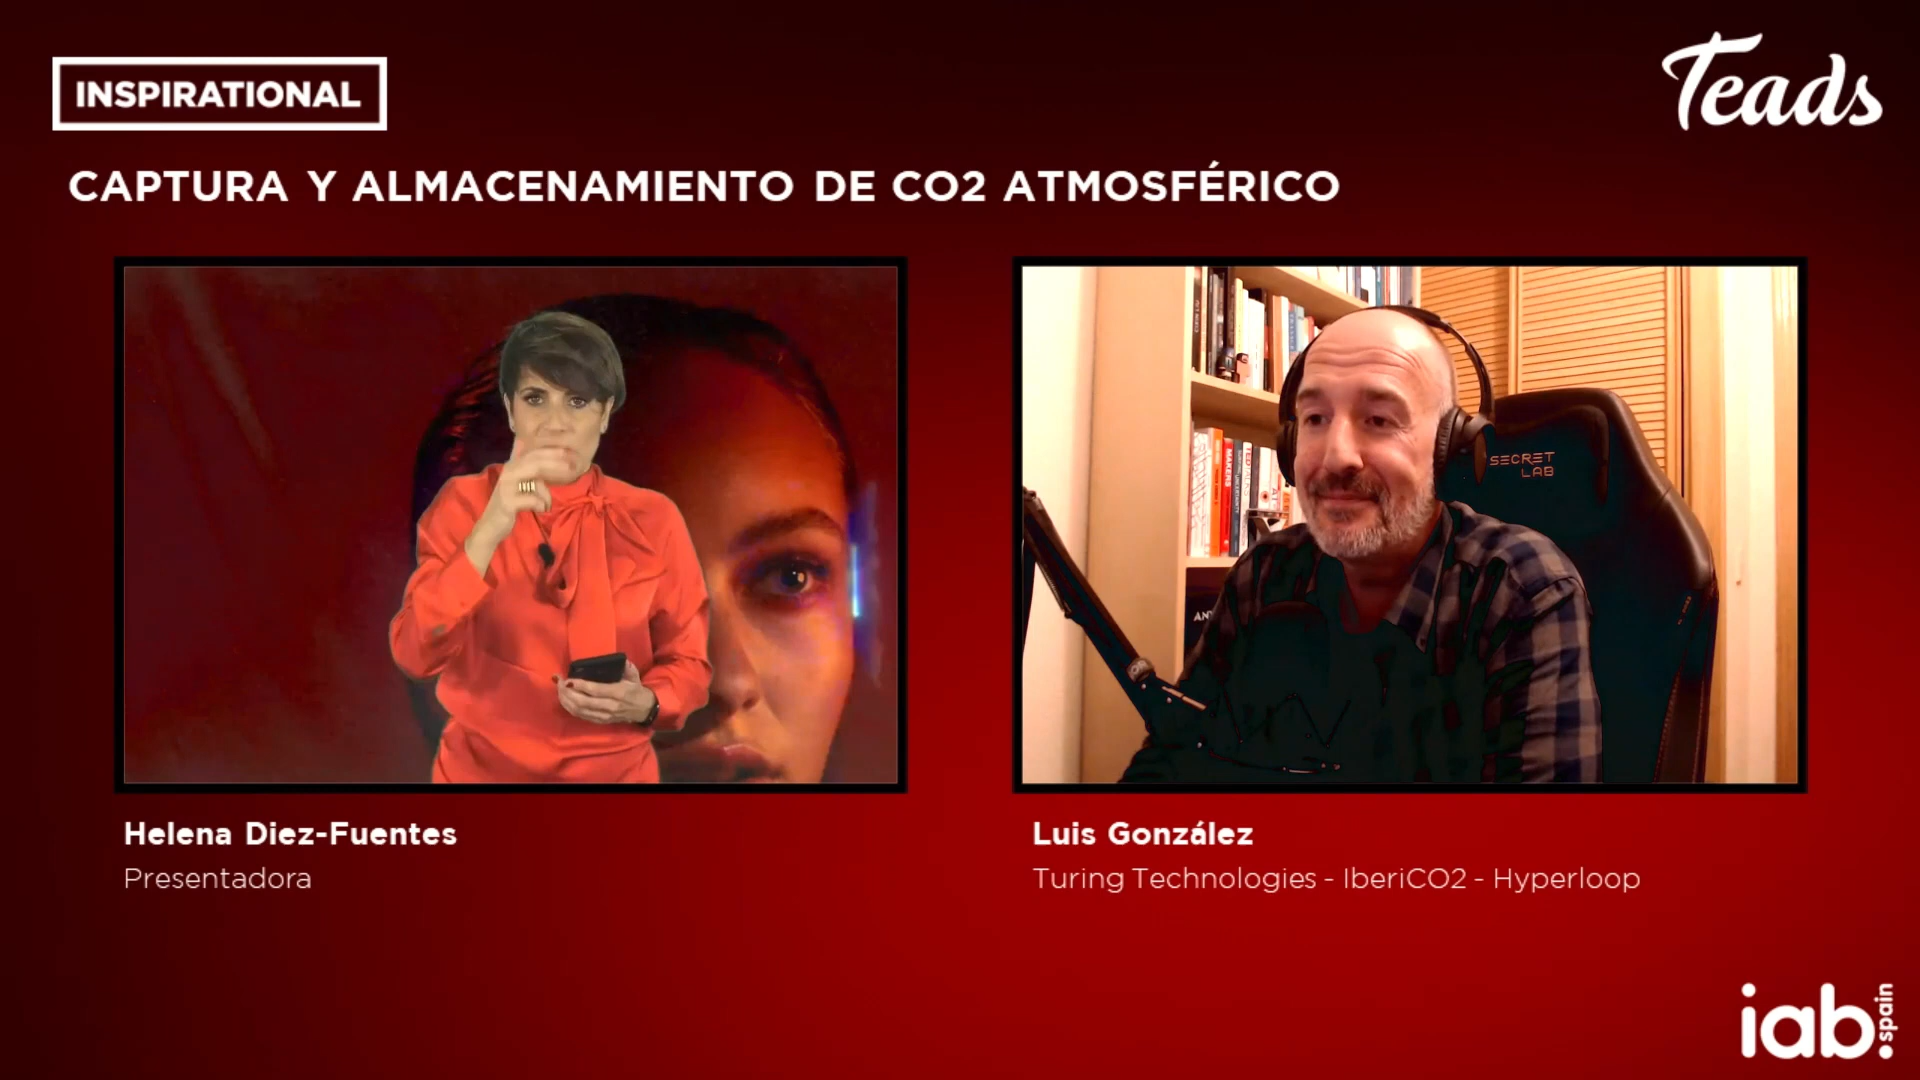 INSPIRATIONAL
Teads
CAPTURA Y ALMACENAMIENTO DE CO2 ATMOSFÉRICO
SECRET
LAB
MAKERS
Helena Diez-Fuentes
Presentadora
Luis González
Turing Technologies - IberiCO2 - Hyperloop
iab.spain